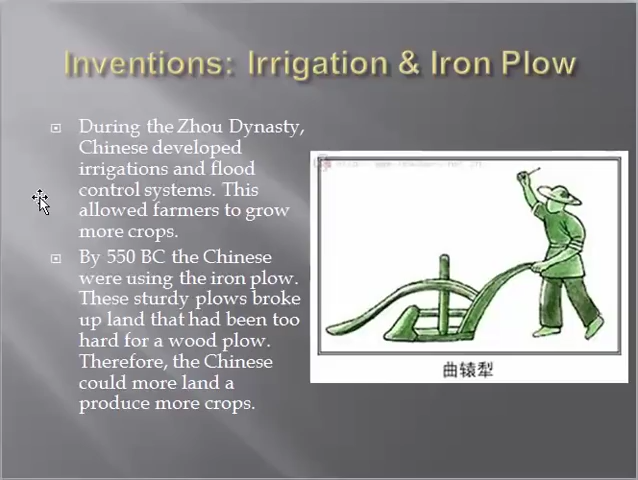 Inventions: Irrigation & Iron Plow
During the Zhou Dynasty,
Chinese developed
irrigations and flood
control systems. This
allowed farmers to grow
more crops.
By 550 BC the Chinese
were using the iron plow.
These sturdy plows broke
up land that had been too
hard for a wood plow.
Therefore, the Chinese
could more land a
produce more crops.
曲辕犁